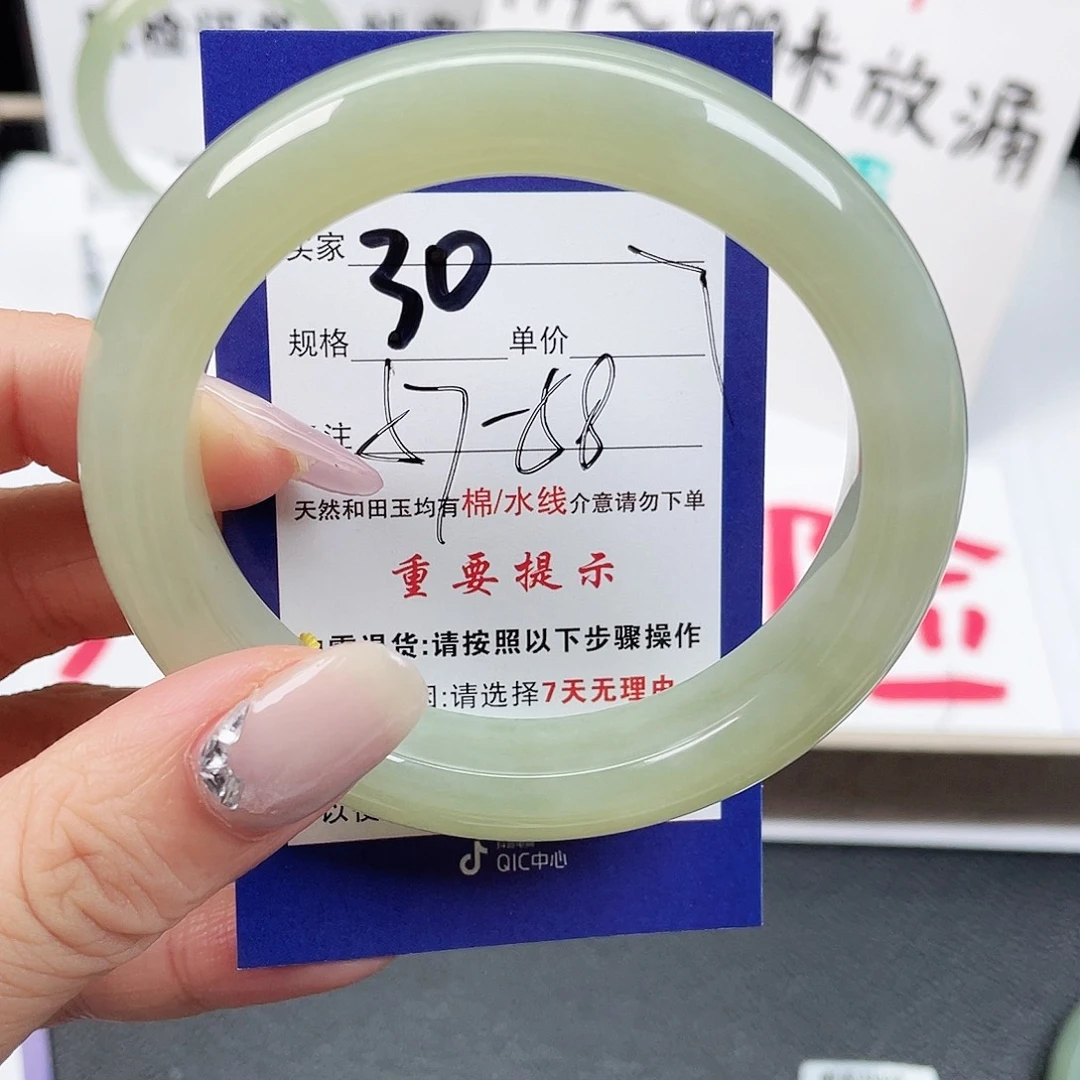 放漏
买家 30
规格 单价
注 57-58
天然和田玉均有棉/水线介意请勿下单
重要提示
需退货:请按照以下步骤操作
:请选择7天无理由
QIC中心